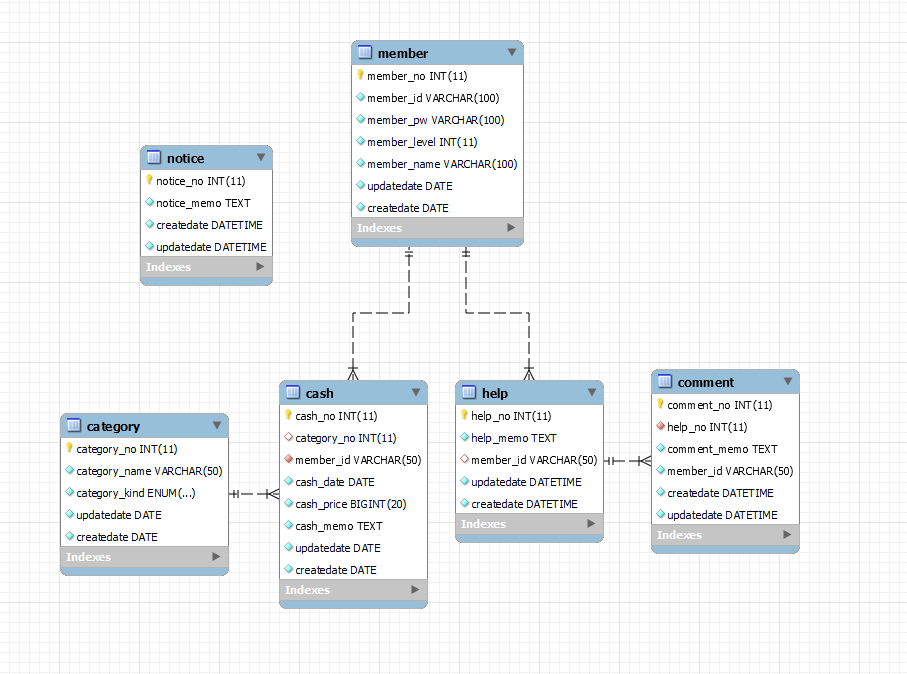 member
member_no INT(11)
member_id VARCHAR(100)
member_pw VARCHAR(100)
member_level INT(11)
member_name VARCHAR(100)
updatedate DATE
createdate DATE
Indexes
notice
notice_no INT(11)
notice_memo TEXT
createdate DATETIME
updatedate DATETIME
Indexes
category
category_no INT(11)
category_name VARCHAR(50)
category_kind ENUM(...)
updatedate DATE
createdate DATE
Indexes
cash
cash_no INT(11)
category_no INT(11)
member_id VARCHAR(50)
cash_date DATE
cash_price BIGINT(20)
cash_memo TEXT
updatedate DATE
createdate DATE
Indexes
help
help_no INT(11)
help_memo TEXT
member_id VARCHAR(50)
updatedate DATETIME
createdate DATETIME
Indexes
comment
comment_no INT(11)
help_no INT(11)
comment_memo TEXT
member_id VARCHAR(50)
createdate DATETIME
updatedate DATETIME
Indexes